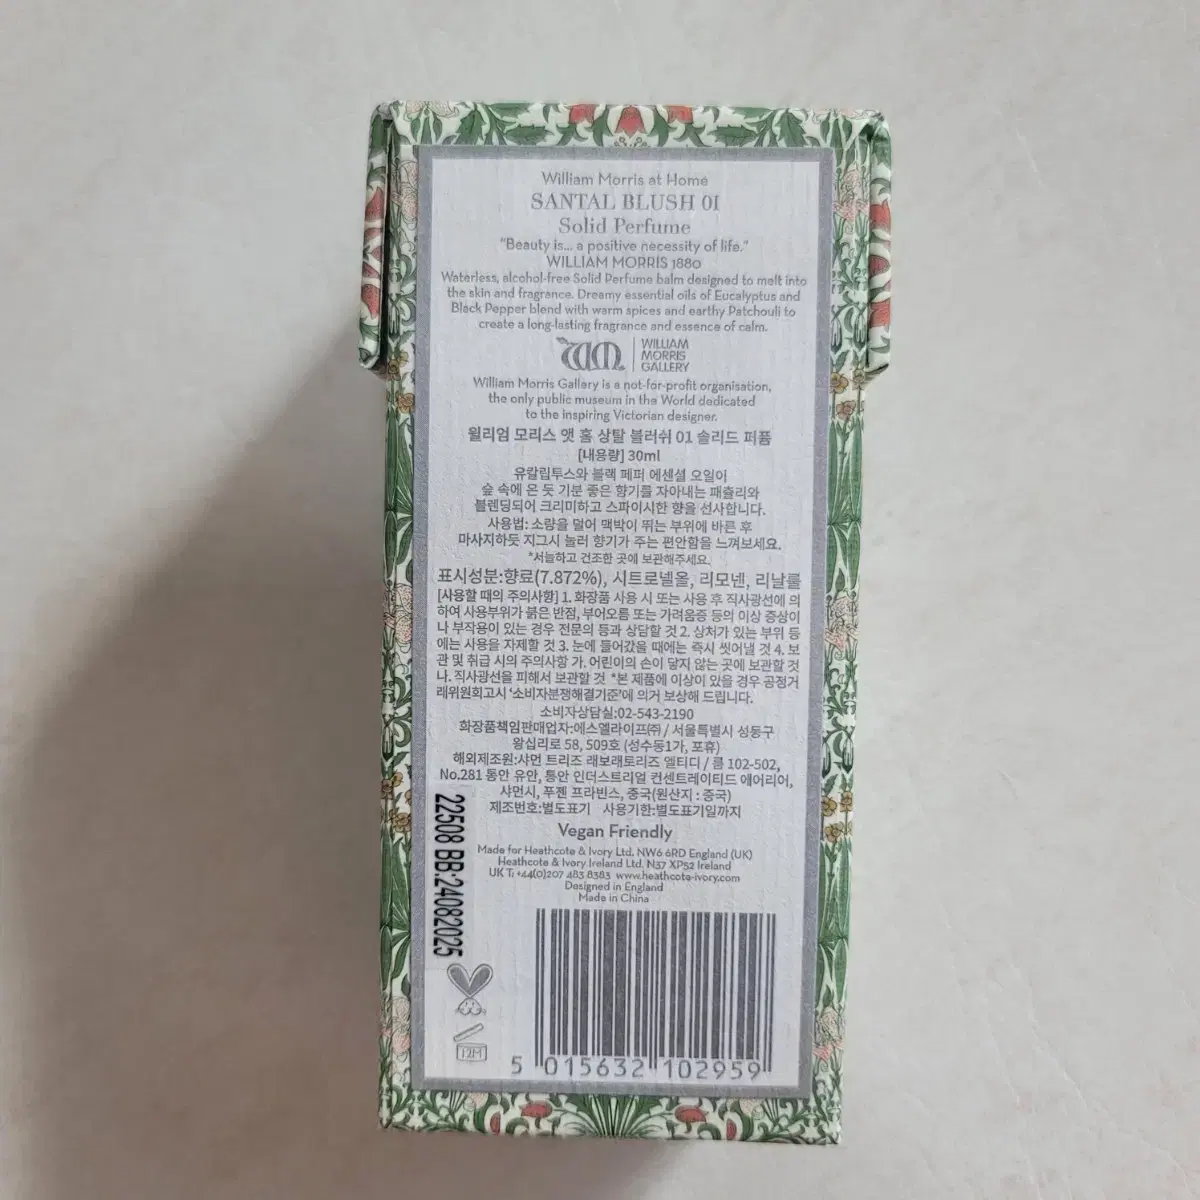 William Morris at Home
SANTAL BLUSH 01
Solid Perfume
"Beauty is... a positive necessity of life."
WILLIAM MORRIS 1880
Waterless, alcohol-free Solid Perfume balm designed to melt into
the skin and fragrance. Dreamy essential oils of Eucalyptus and
Black Pepper blend with warm spices and earthy Patchouli to
create a long-lasting fragrance and essence of calm.
WM
WILLIAM
MORRIS
GALLERY
William Morris Gallery is a not-for-profit organisation,
the only public museum in the World dedicated
to the inspiring Victorian designer.
윌리엄 모리스 앳 홈 상탈 블러쉬 01 솔리드 퍼퓸
[내용량] 30ml
유칼립투스와 블랙 페퍼 에센셜 오일이
숲 속에 온 듯 기분 좋은 향기를 자아내는 패츌리와
블렌딩되어 크리미하고 스파이시한 향을 선사합니다.
사용법: 소량을 덜어 맥박이 뛰는 부위에 바른 후
마사지하듯 지그시 눌러 향기가 주는 편안함을 느껴보세요.
*서늘하고 건조한 곳에 보관해주세요.
표시성분:향료(7.872%), 시트로넬올, 리모넨, 리날룰
[사용할 때의 주의사항] 1. 화장품 사용 시 또는 사용 후 직사광선에 의
하여 사용부위가 붉은 반점, 부어오름 또는 가려움증 등의 이상 증상이
나 부작용이 있는 경우 전문의 등과 상담할 것 2. 상처가 있는 부위 등
에는 사용을 자제할 것 3. 눈에 들어갔을 때에는 즉시 씻어낼 것 4. 보
관 및 취급 시의 주의사항 가. 어린이의 손이 닿지 않는 곳에 보관할 것
나. 직사광선을 피해서 보관할 것 *본 제품에 이상이 있을 경우 공정거
래위원회고시 '소비자분쟁해결기준'에 의거 보상해 드립니다.
소비자상담실:02-543-2190
화장품책임판매업자:에스엘라이프㈜ / 서울특별시 성동구
왕십리로 58, 509호 (성수동1가, 포휴)
해외제조원:샤먼 트리즈 래보래토리즈 엘티디 / 룸 102-502,
No.281 통안 유안, 퉁안 인더스트리얼 컨센트레이티드 에어리어,
샤먼시, 푸젠 프라빈스, 중국(원산지 : 중국)
제조번호:별도표기 사용기한:별도표기일까지
Vegan Friendly
Made for Heathcote & Ivory Ltd, NW6 6RD England (UK)
Heathcote & Ivory Ireland Ltd, N37 XP52 Ireland
UK T: +44(0)207 483 8383 www.heathcote-ivory.com
Designed in England
Made in China
22508 BB:24082025
12M
5 015632 102959